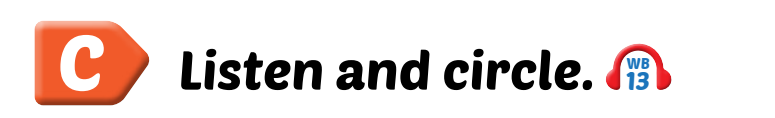 C Listen and circle. WB
13